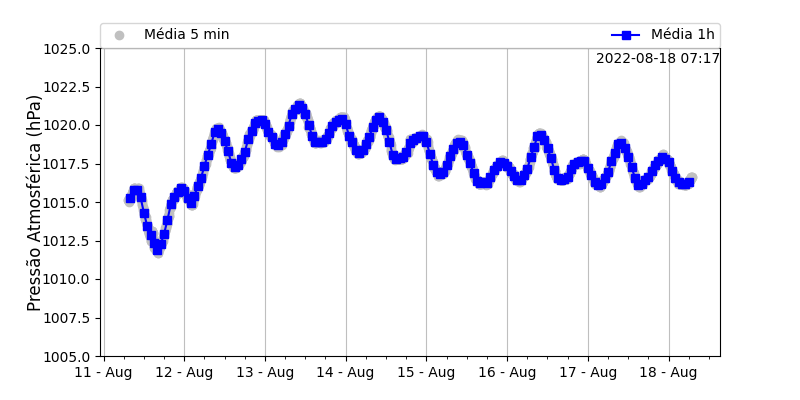 Média 5 min
Média 1h
2022-08-18 07:17
Pressão Atmosférica (hPa)
1025.0
1022.5
1020.0
1017.5
1015.0
1012.5
1010.0
1007.5
1005.0
11 - Aug
12 - Aug
13 - Aug
14 - Aug
15 - Aug
16 - Aug
17 - Aug
18 - Aug